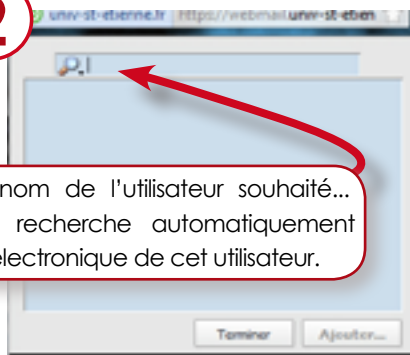 2
univ-st-etienne.fr https://webmail.univ-st-etien
nom de l'utilisateur souhaité...
recherche automatiquement
électronique de cet utilisateur.
Terminer Ajouter...